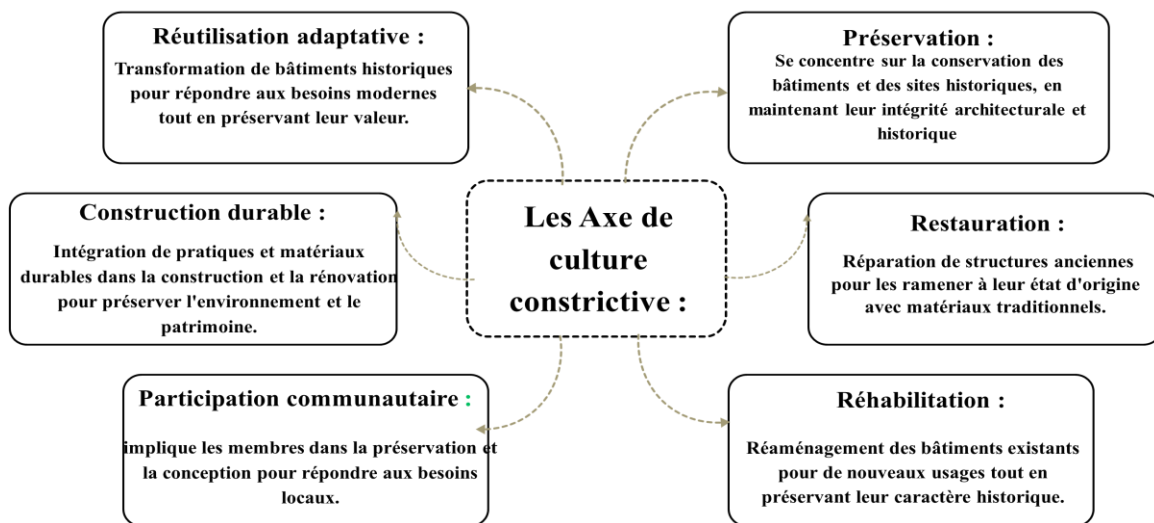 Réutilisation adaptative :
Transformation de bâtiments historiques
pour répondre aux besoins modernes
tout en préservant leur valeur.
Préservation :
Se concentre sur la conservation des
bâtiments et des sites historiques, en
maintenant leur intégrité architecturale et
historique
Construction durable :
Intégration de pratiques et matériaux
durables dans la construction et la rénovation
pour préserver l'environnement et le
patrimoine.
Les Axe de
culture
constrictive :
Restauration :
Réparation de structures anciennes
pour les ramener à leur état d'origine
avec matériaux traditionnels.
Participation communautaire :
implique les membres dans la préservation et
la conception pour répondre aux besoins
locaux.
Réhabilitation :
Réaménagement des bâtiments existants
pour de nouveaux usages tout en
préservant leur caractère historique.